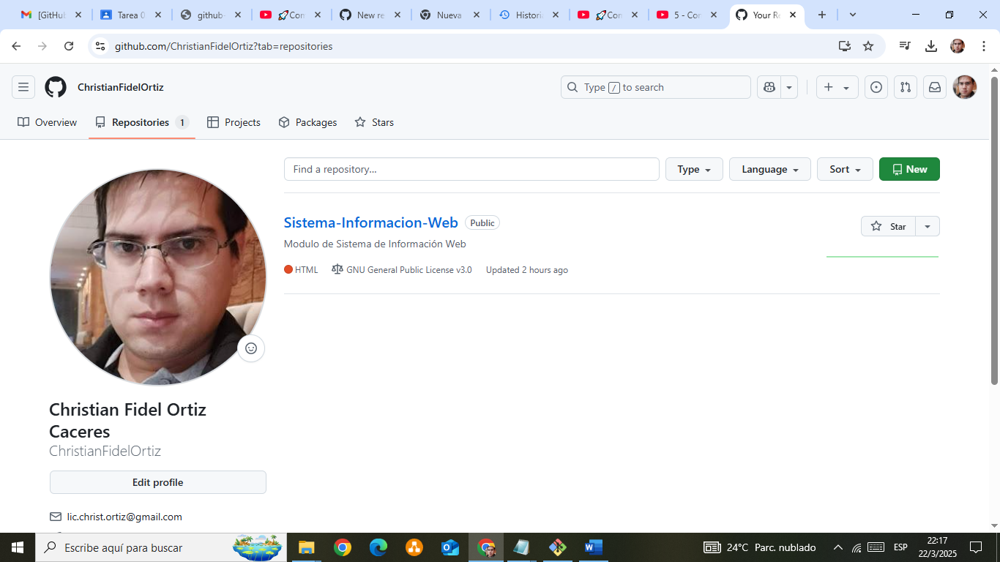 [GitHub
Tarea 0
github-
Con
New re
Nueva
Historia
Con
5 - Cor
Your Re
github.com/ChristianFidelOrtiz?tab=repositories
ChristianFidelOrtiz
Type / to search
Overview
Repositories 1
Projects
Packages
Stars
Find a repository...
Type
Language
Sort
New
Sistema-Informacion-Web Public
Star
Modulo de Sistema de Información Web
HTML GNU General Public License v3.0 Updated 2 hours ago
Christian Fidel Ortiz
Caceres
ChristianFidelOrtiz
Edit profile
lic.christ.ortiz@gmail.com
Escribe aquí para buscar
24°C Parc. nublado
ESP
22:17
22/3/2025